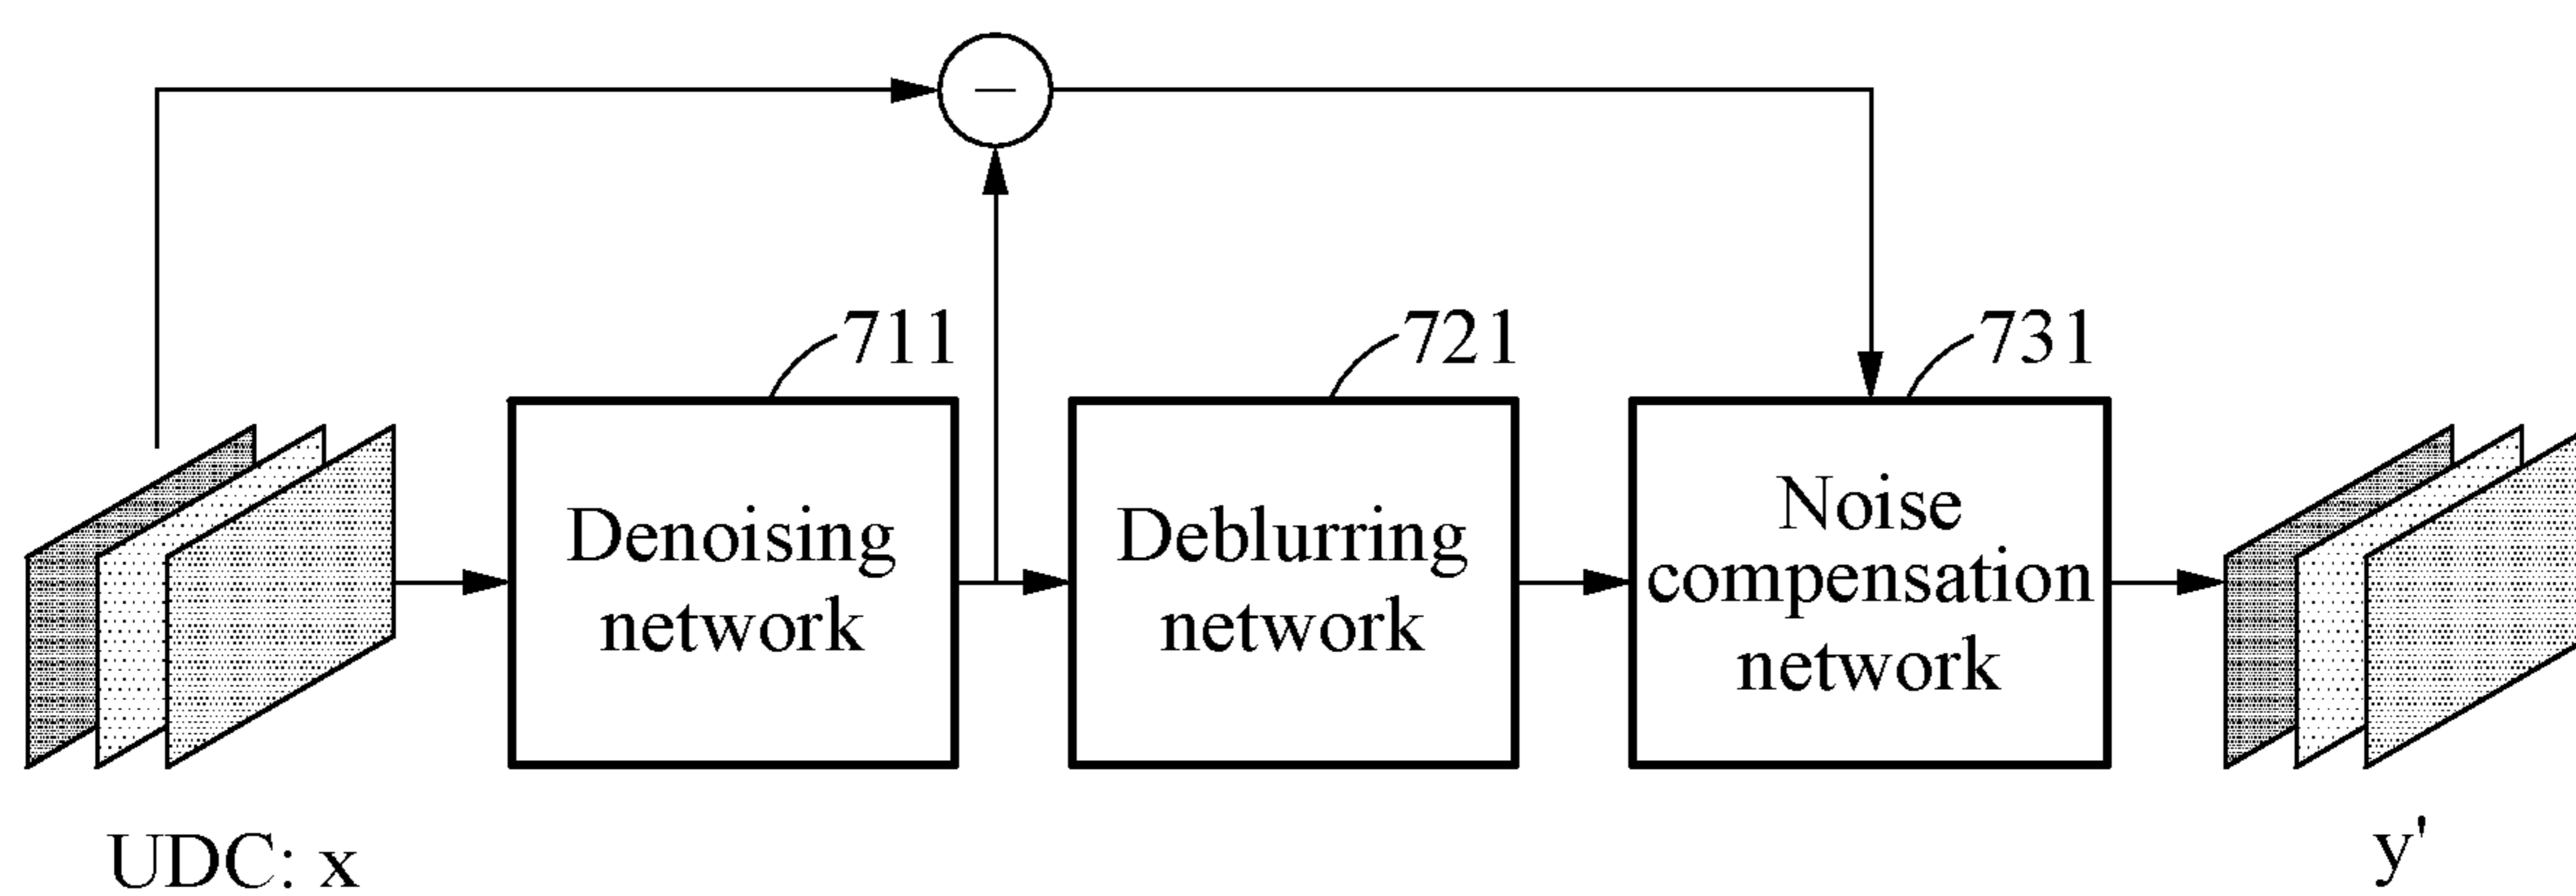 −
711
721
731
Denoising
network
Deblurring
network
Noise
compensation
network
UDC: x
y'